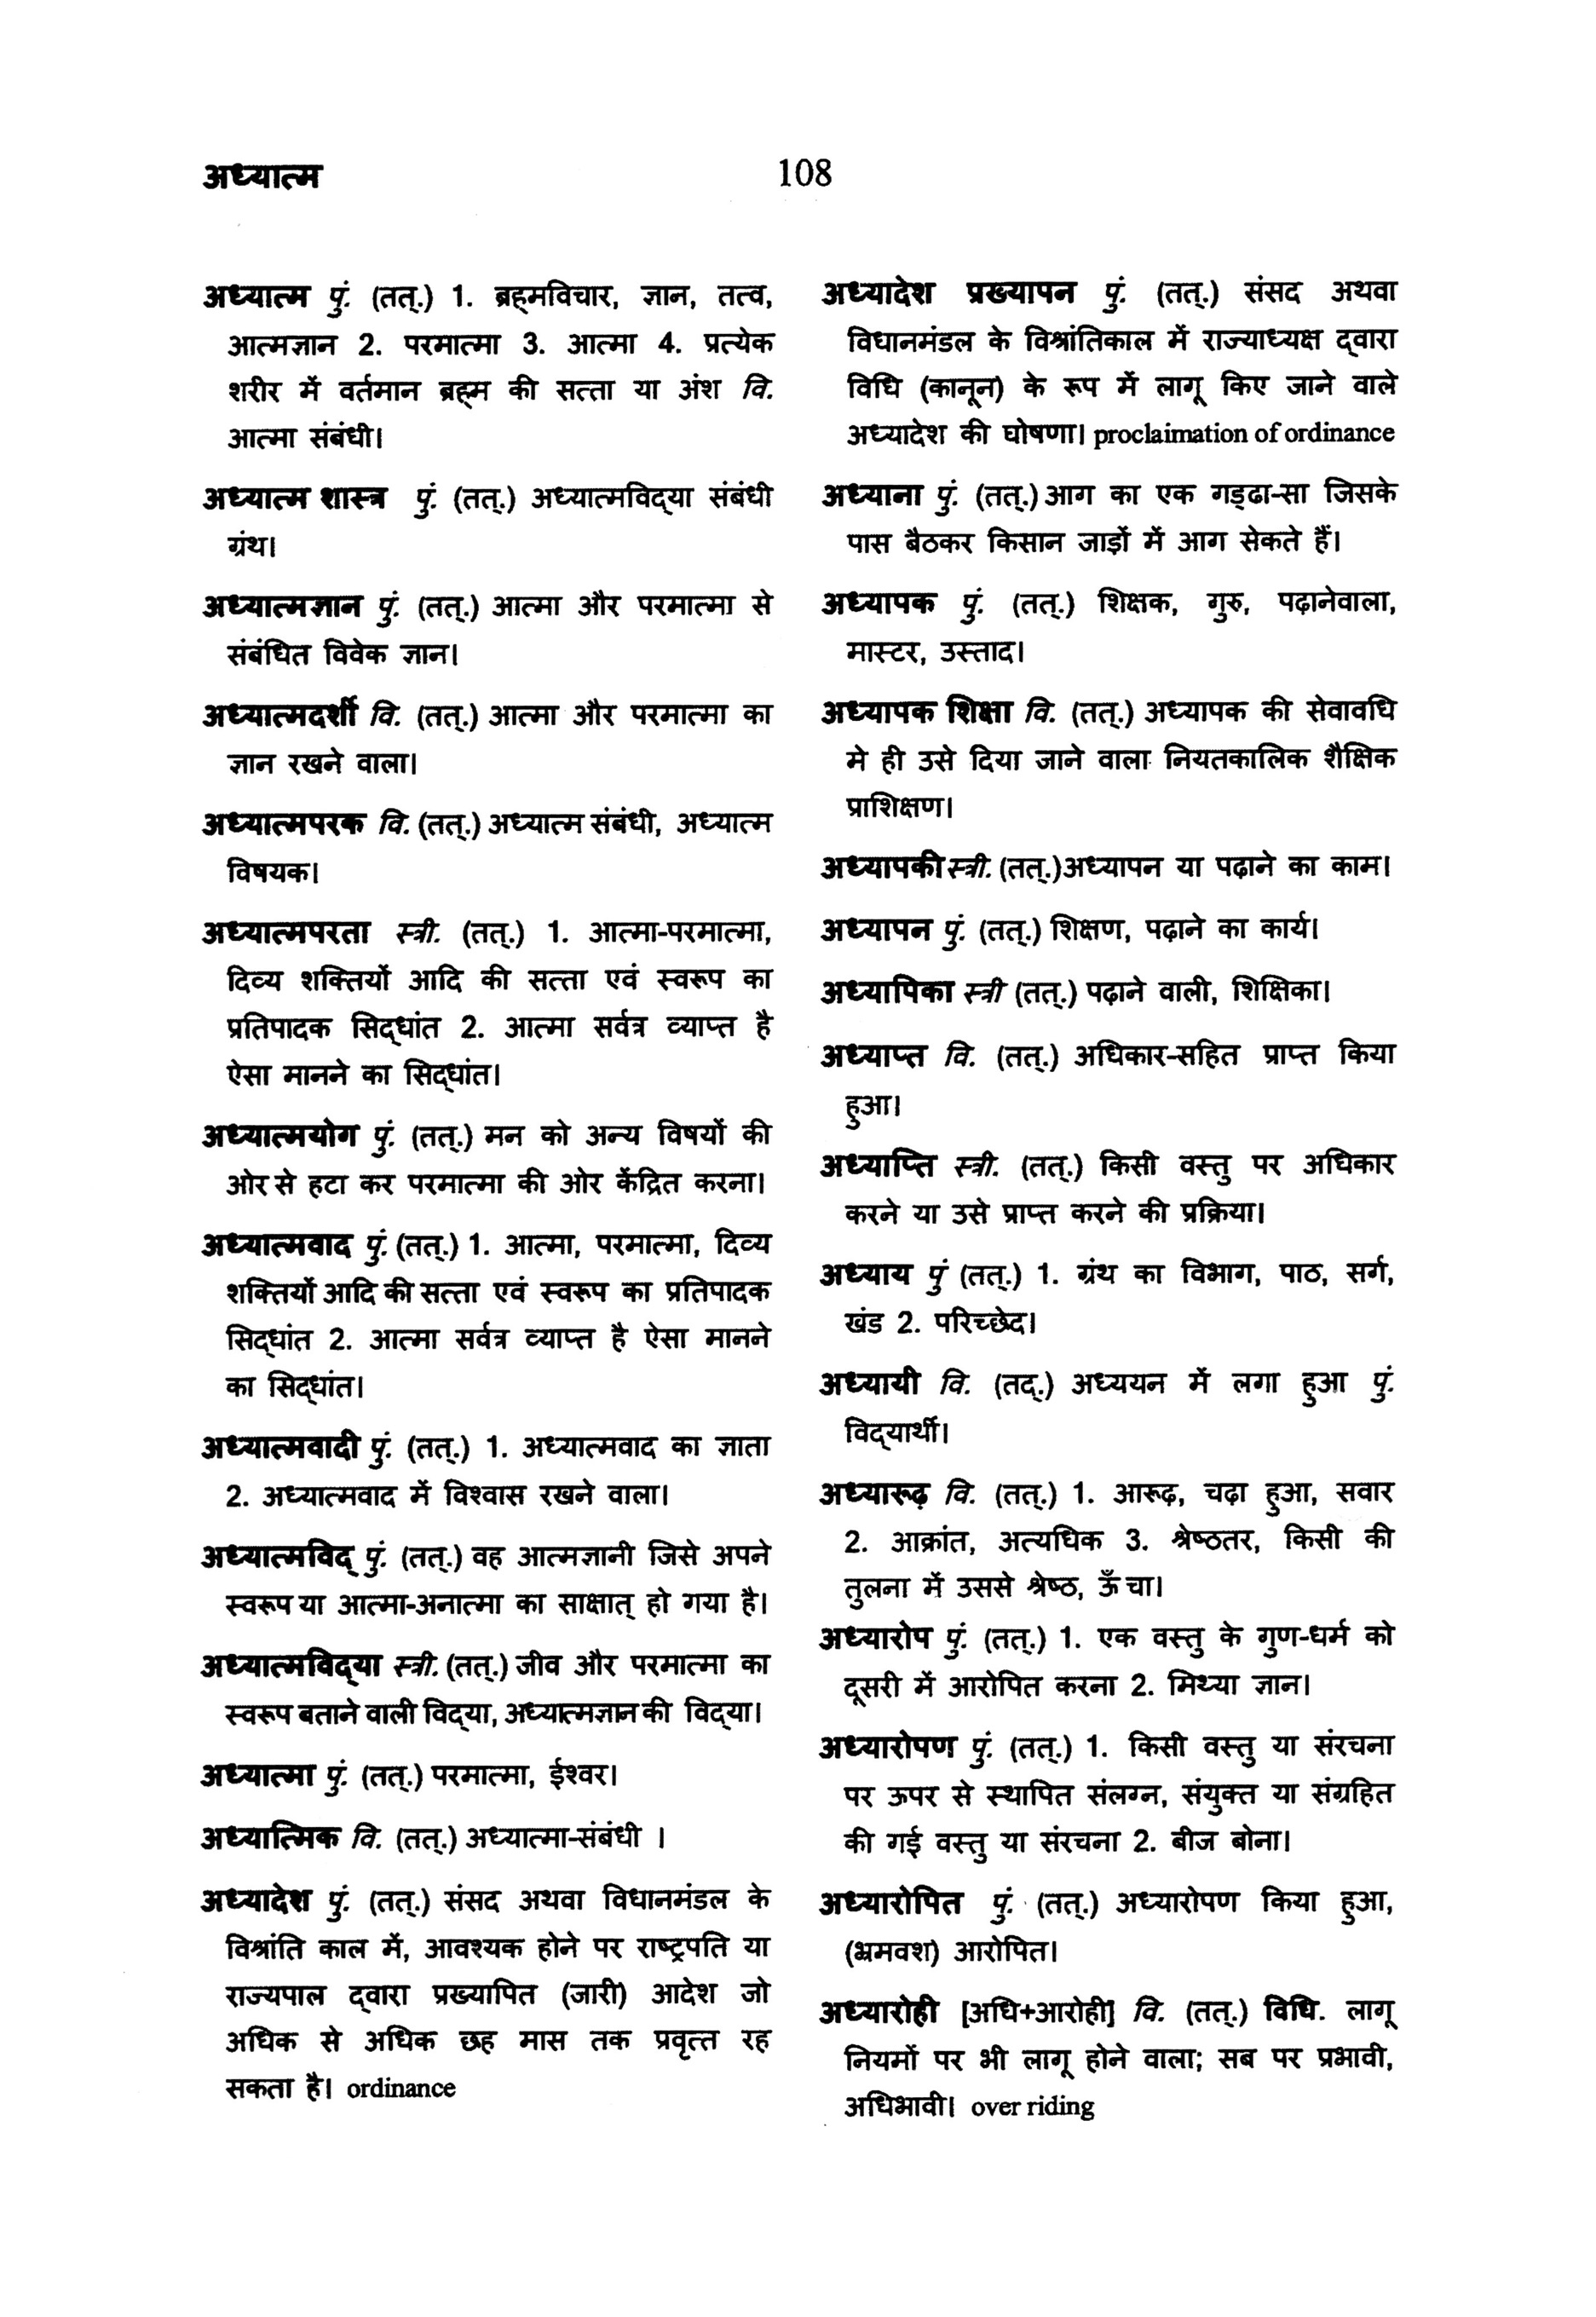 अध्यात्म
108
अध्यात्म पुं. (तत्.) 1. ब्रह्मविचार, ज्ञान, तत्व,
आत्मज्ञान 2. परमात्मा 3. आत्मा 4. प्रत्येक
शरीर में वर्तमान ब्रह्म की सत्ता या अंश वि.
आत्मा संबंधी।
अध्यात्म शास्त्र पुं. (तत्.) अध्यात्मविद्‌या संबंधी
ग्रंथ।
अध्यात्मज्ञान पुं. (तत्.) आत्मा और परमात्मा से
संबंधित विवेक ज्ञान।
अध्यात्मदर्शी वि. (तत्.) आत्मा और परमात्मा का
ज्ञान रखने वाला।
अध्यात्मपरक वि. (तत्.) अध्यात्म संबंधी, अध्यात्म
विषयक।
अध्यात्मपरता स्त्री. (तत्.) 1. आत्मा-परमात्मा,
दिव्य शक्तियों आदि की सत्ता एवं स्वरूप का
प्रतिपादक सिद्‌धांत 2. आत्मा सर्वत्र व्याप्त है
ऐसा मानने का सिद्‌धांत।
अध्यात्मयोग पुं. (तत्.) मन को अन्य विषयों की
ओर से हटा कर परमात्मा की ओर केंद्रित करना।
अध्यात्मवाद पुं. (तत्.) 1. आत्मा, परमात्मा, दिव्य
शक्तियों आदि की सत्ता एवं स्वरूप का प्रतिपादक
सिद्‌धांत 2. आत्मा सर्वत्र व्याप्त है ऐसा मानने
का सिद्‌धांत।
अध्यात्मवादी पुं. (तत्.) 1. अध्यात्मवाद का ज्ञाता
2. अध्यात्मवाद में विश्वास रखने वाला।
अध्यात्मविद् पुं. (तत्.) वह आत्मज्ञानी जिसे अपने
स्वरूप या आत्मा-अनात्मा का साक्षात् हो गया है।
अध्यात्मविद्‌या स्त्री. (तत्.) जीव और परमात्मा का
स्वरूप बताने वाली विद्‌या, अध्यात्मज्ञान की विद्‌या।
अध्यात्मा पुं. (तत्.) परमात्मा, ईश्वर।
अध्यात्मिक वि. (तत्.) अध्यात्मा-संबंधी ।
अध्यादेश पुं. (तत्.) संसद अथवा विधानमंडल के
विश्रांति काल में, आवश्यक होने पर राष्ट्रपति या
राज्यपाल द्‌वारा प्रख्यापित (जारी) आदेश जो
अधिक से अधिक छह मास तक प्रवृत्त रह
सकता है। ordinance
अध्यादेश प्रख्यापन पुं. (तत्.) संसद अथवा
विधानमंडल के विश्रांतिकाल में राज्याध्यक्ष द्‌वारा
विधि (कानून) के रूप में लागू किए जाने वाले
अध्यादेश की घोषणा। proclaimation of ordinance
अध्याना पुं. (तत्.) आग का एक गड्‌ढा-सा जिसके
पास बैठकर किसान जाड़ों में आग सेकते हैं।
अध्यापक पुं. (तत्.) शिक्षक, गुरु, पढ़ानेवाला,
मास्टर, उस्ताद।
अध्यापक शिक्षा वि. (तत्.) अध्यापक की सेवावधि
मे ही उसे दिया जाने वाला नियतकालिक शैक्षिक
प्राशिक्षण।
अध्यापकी स्त्री. (तत्.)अध्यापन या पढ़ाने का काम।
अध्यापन पुं. (तत्.) शिक्षण, पढ़ाने का कार्य।
अध्यापिका स्त्री (तत्.) पढ़ाने वाली, शिक्षिका।
अध्याप्त वि. (तत्.) अधिकार-सहित प्राप्त किया
हुआ।
अध्याप्ति स्त्री. (तत्.) किसी वस्तु पर अधिकार
करने या उसे प्राप्त करने की प्रक्रिया।
अध्याय पुं (तत्.) 1. ग्रंथ का विभाग, पाठ, सर्ग,
खंड 2. परिच्छेद।
अध्यायी वि. (तद्.) अध्ययन में लगा हुआ पुं.
विद्‌यार्थी।
अध्यारूढ़ वि. (तत्.) 1. आरूढ़, चढ़ा हुआ, सवार
2. आक्रांत, अत्यधिक 3. श्रेष्ठतर, किसी की
तुलना में उससे श्रेष्ठ, ऊँचा।
अध्यारोप पुं. (तत्.) 1. एक वस्तु के गुण-धर्म को
दूसरी में आरोपित करना 2. मिथ्या ज्ञान।
अध्यारोपण पुं. (तत्.) 1. किसी वस्तु या संरचना
पर ऊपर से स्थापित संलग्न, संयुक्त या संग्रहित
की गई वस्तु या संरचना 2. बीज बोना।
अध्यारोपित पुं. (तत्.) अध्यारोपण किया हुआ,
(भ्रमवश) आरोपित।
अध्यारोही [अधि+आरोही] वि. (तत्.) विधि. लागू
नियमों पर भी लागू होने वाला; सब पर प्रभावी,
अधिभावी। over riding